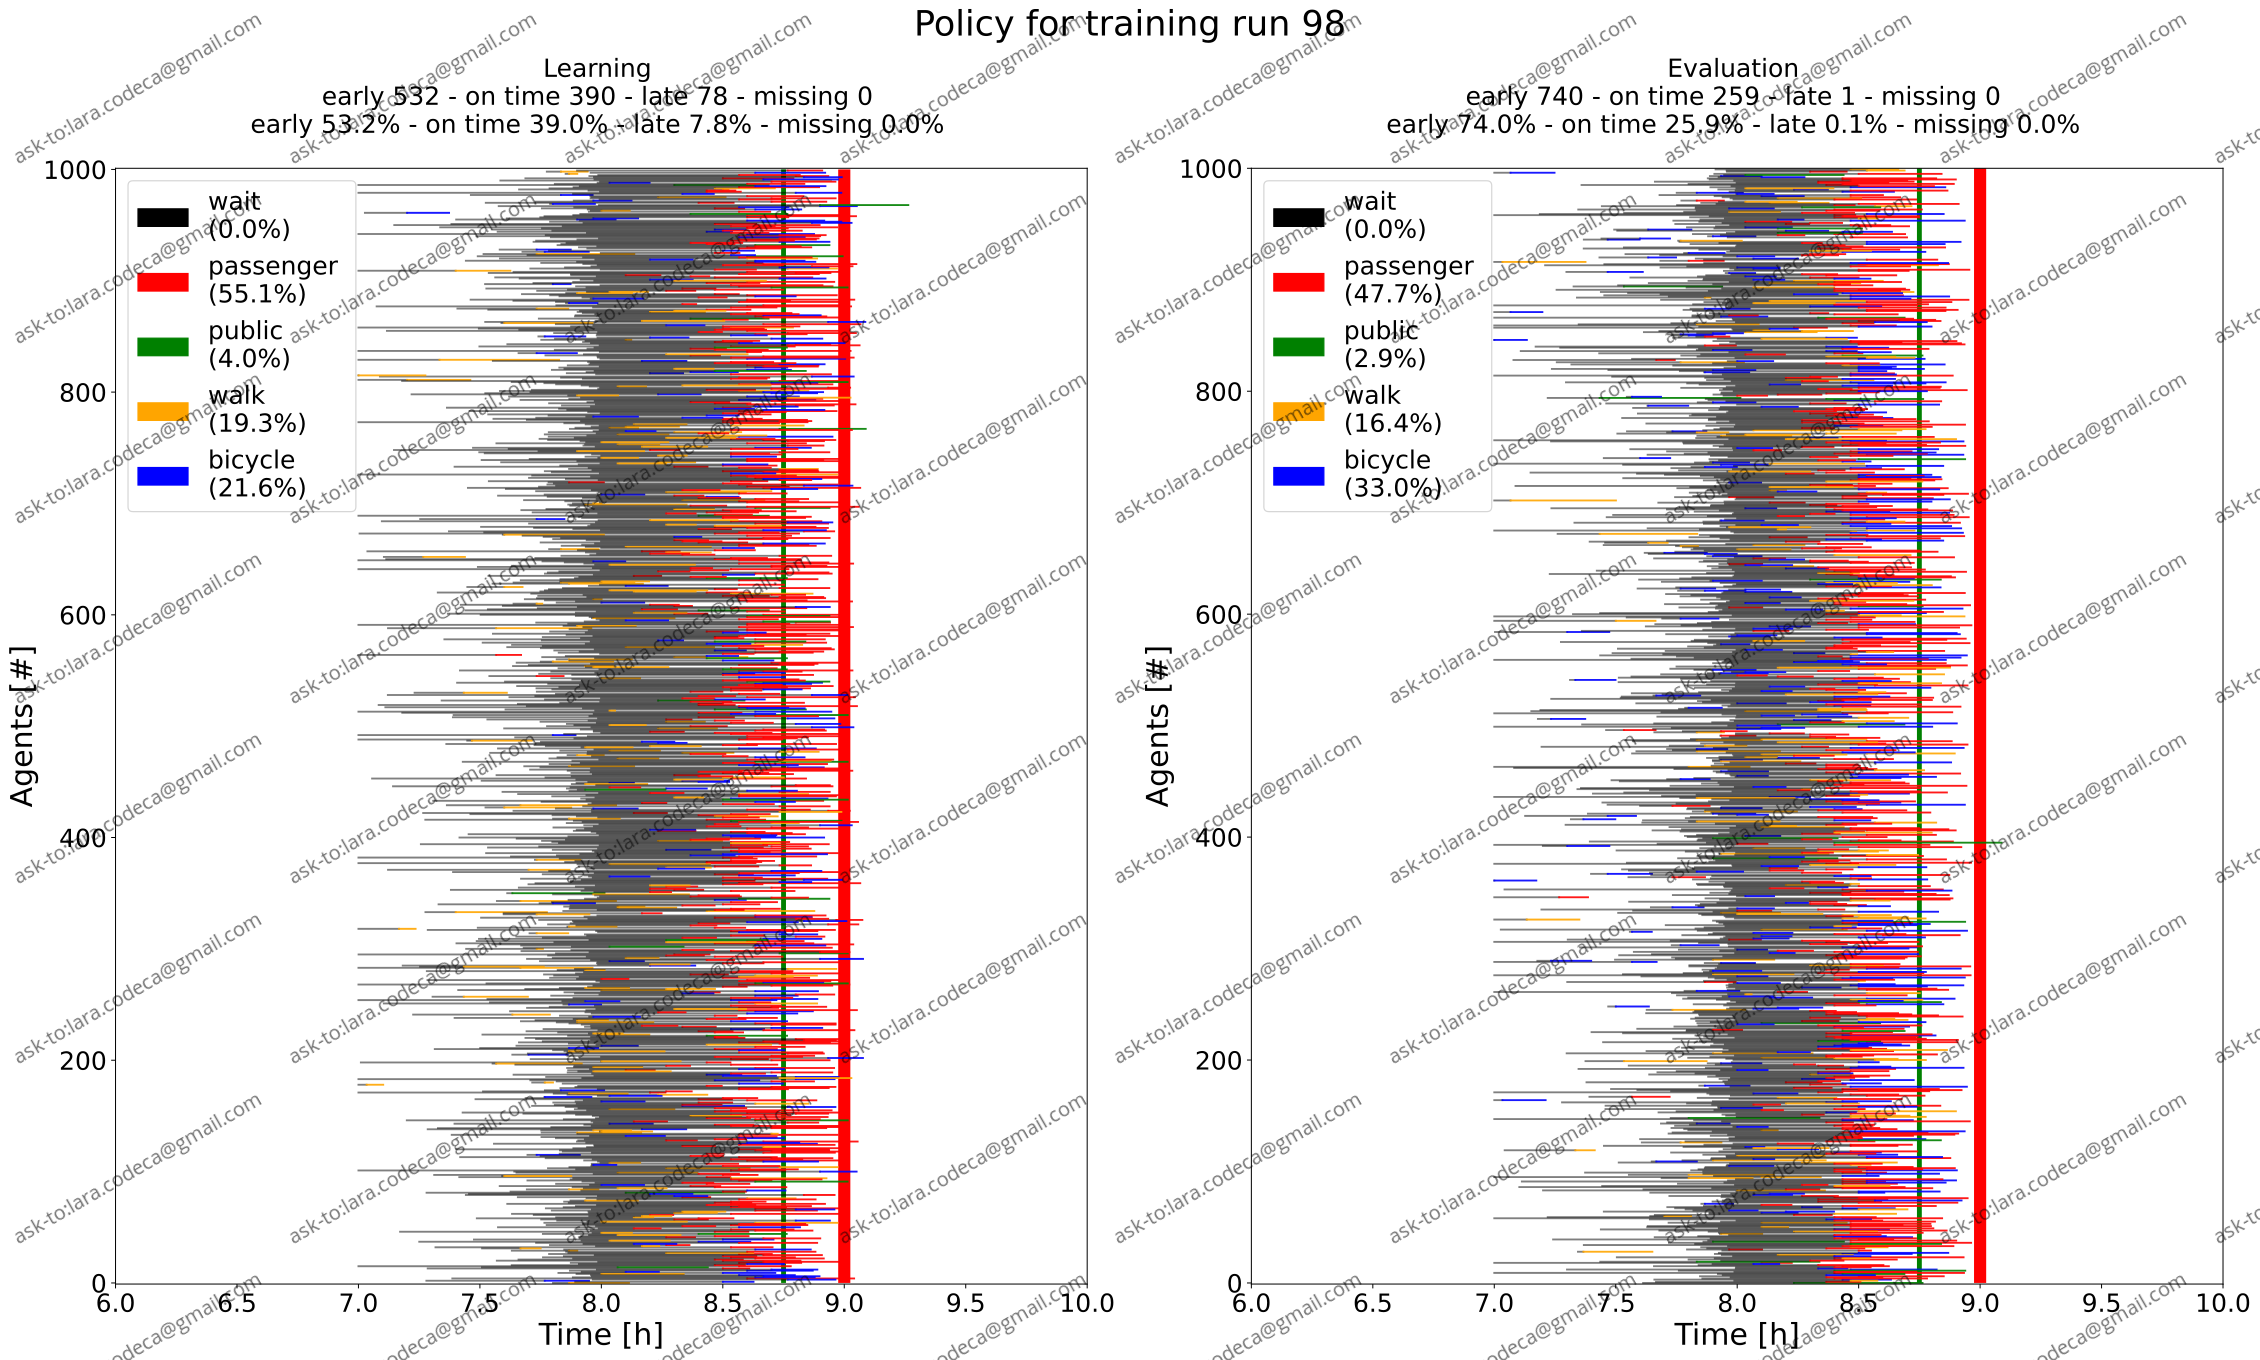 Policy for training run 98
Learning
early 532 - on time 390 - late 78 - missing 0
early 53.2% - on time 39.0% - late 7.8% - missing 0.0%
1000
800
600
400
200
0
Agents [#]
wait
(0.0%)
passenger
(55.1%)
public
(4.0%)
walk
(19.3%)
bicycle
(21.6%)
6.0 6.5 7.0 7.5 8.0 8.5 9.0 9.5 10.0
Time [h]
Evaluation
early 740 - on time 259 - late 1 - missing 0
early 74.0% - on time 25.9% - late 0.1% - missing 0.0%
1000
800
600
400
200
0
Agents [#]
wait
(0.0%)
passenger
(47.7%)
public
(2.9%)
walk
(16.4%)
bicycle
(33.0%)
6.0 6.5 7.0 7.5 8.0 8.5 9.0 9.5 10.0
Time [h]
ask-to:lara.codeca@gmail.com